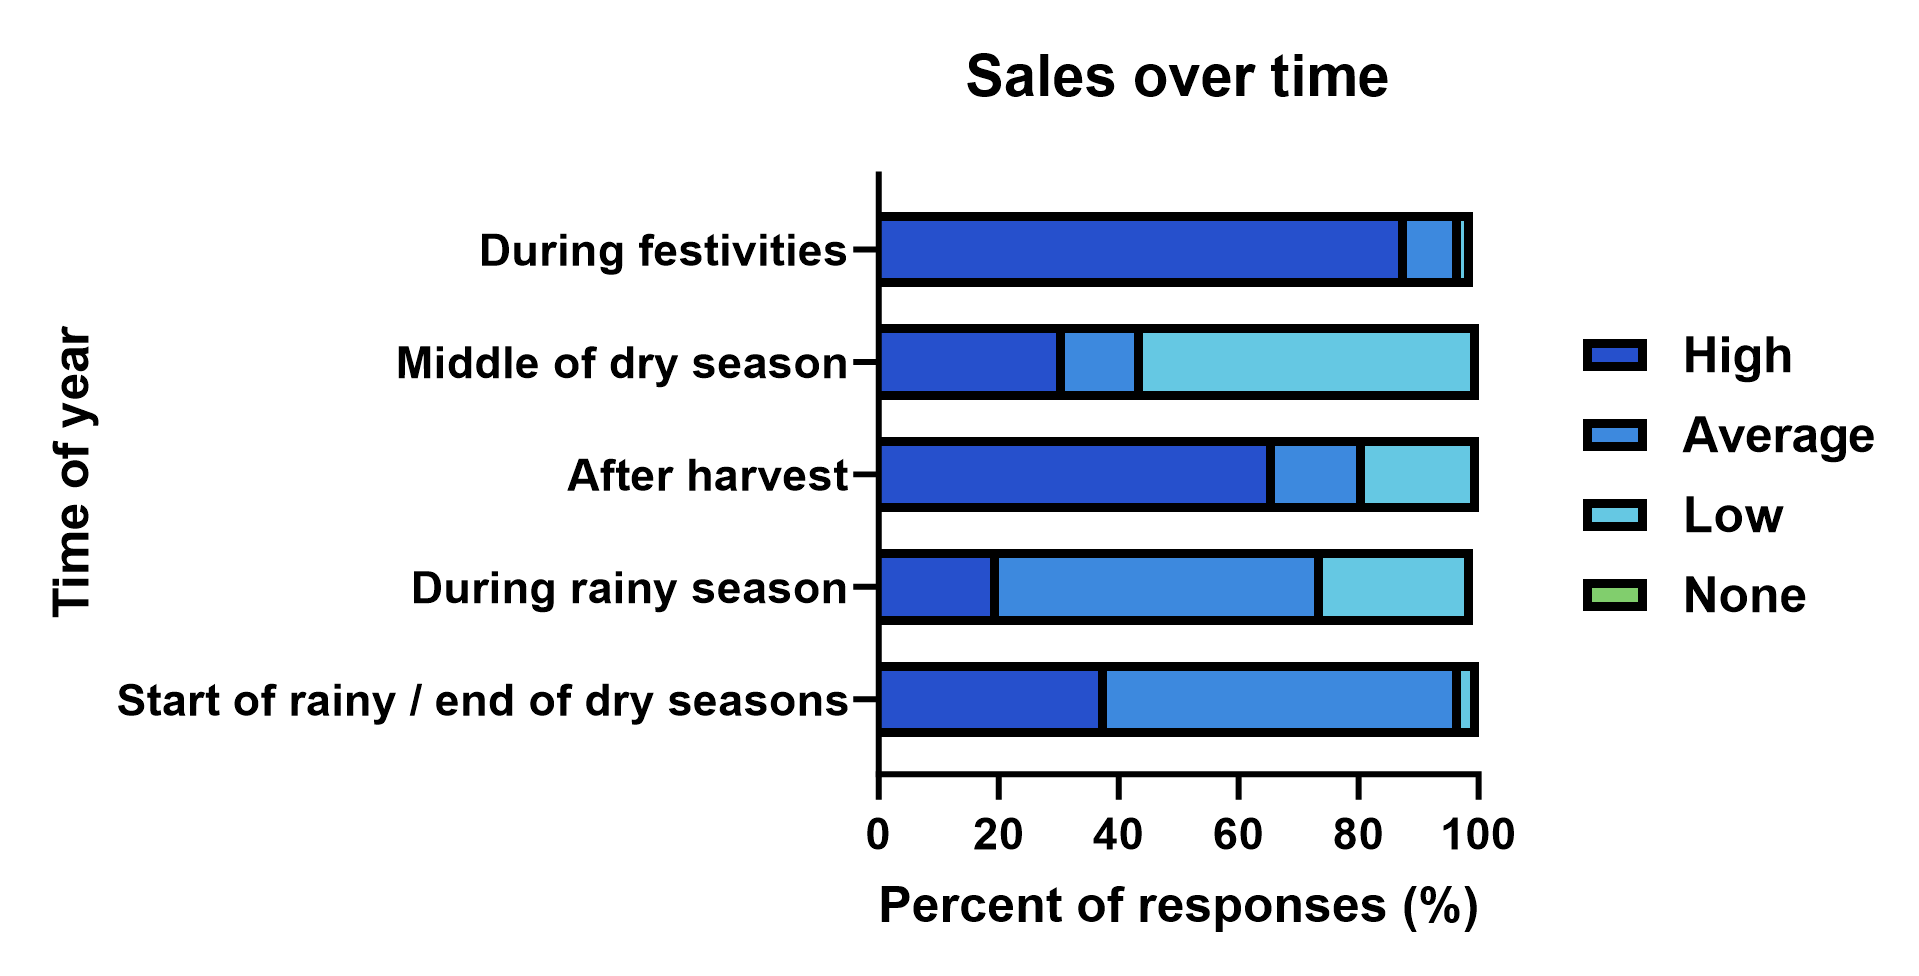 Sales over time
Time of year
During festivities
Middle of dry season
After harvest
During rainy season
Start of rainy / end of dry seasons
0 20 40 60 80 100
Percent of responses (%)
High
Average
Low
None